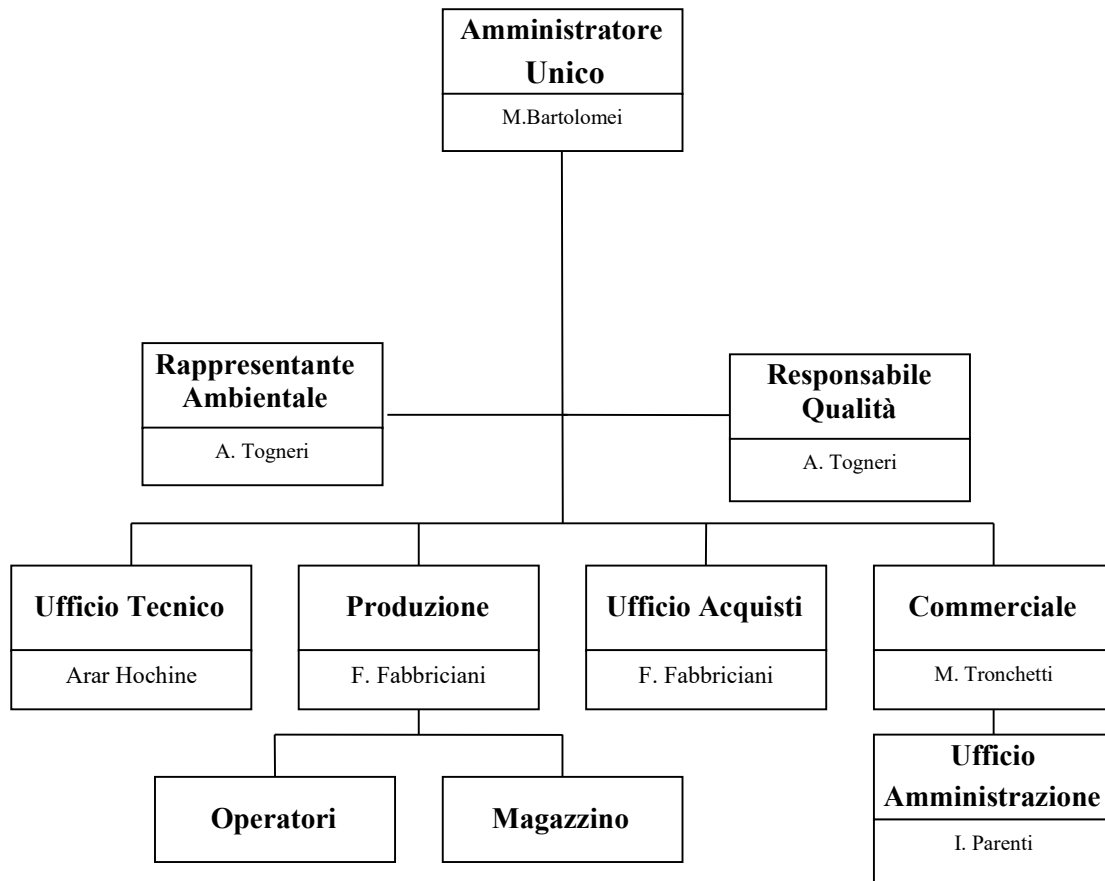 Amministratore
Unico
M.Bartolomei
Rappresentante
Ambientale
A. Togneri
Responsabile
Qualità
A. Togneri
Ufficio Tecnico
Arar Hochine
Produzione
F. Fabbriciani
Ufficio Acquisti
F. Fabbriciani
Commerciale
M. Tronchetti
Operatori
Magazzino
Ufficio
Amministrazione
I. Parenti